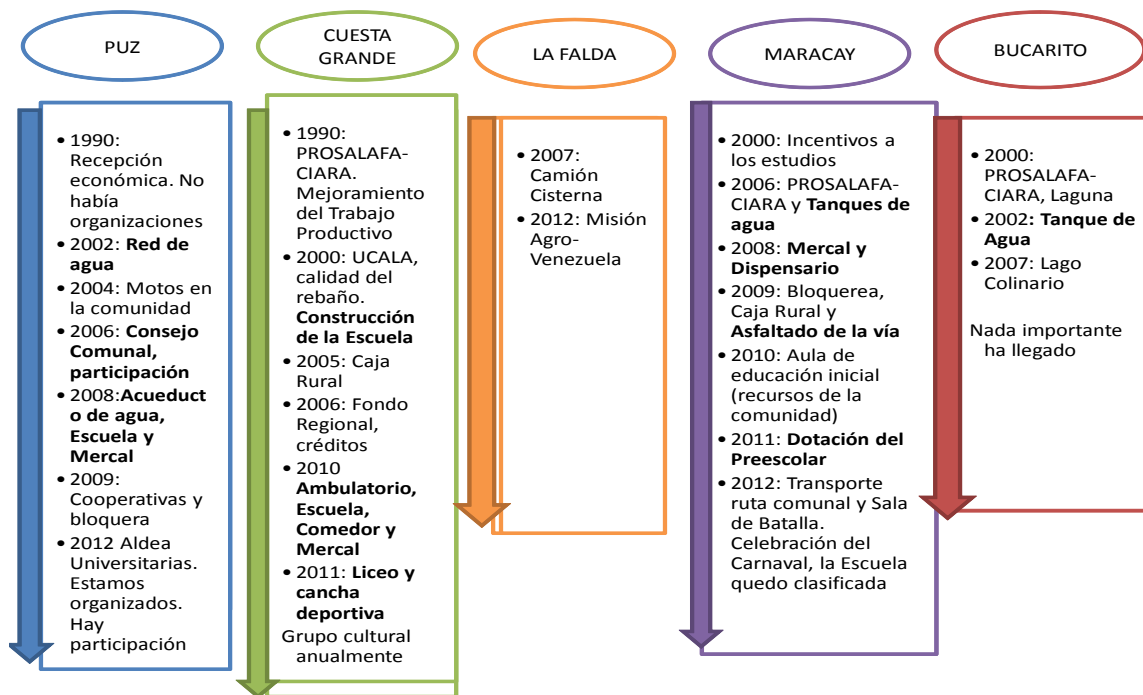 PUZ
• 1990:
Recepción
económica. No
había
organizaciones
• 2002: Red de
agua
• 2004: Motos en
la comunidad
• 2006: Consejo
Comunal,
participación
• 2008:Acueduct
o de agua,
Escuela y
Mercal
• 2009:
Cooperativas y
bloquera
• 2012 Aldea
Universitarias.
Estamos
organizados.
Hay
participación
CUESTA
GRANDE
• 1990:
PROSALAFA-
CIARA.
Mejoramiento
del Trabajo
Productivo
• 2000: UCALA,
calidad del
rebaño.
Construcción
de la Escuela
• 2005: Caja
Rural
• 2006: Fondo
Regional,
créditos
• 2010
Ambulatorio,
Escuela,
Comedor y
Mercal
• 2011: Liceo y
cancha
deportiva
Grupo cultural
anualmente
LA FALDA
• 2007:
Camión
Cisterna
• 2012: Misión
Agro-
Venezuela
MARACAY
• 2000: Incentivos a
los estudios
• 2006: PROSALAFA-
CIARA y Tanques de
agua
• 2008: Mercal y
Dispensario
• 2009: Bloquerea,
Caja Rural y
Asfaltado de la vía
• 2010: Aula de
educación inicial
(recursos de la
comunidad)
• 2011: Dotación del
Preescolar
• 2012: Transporte
ruta comunal y Sala
de Batalla.
Celebración del
Carnaval, la Escuela
quedo clasificada
BUCARITO
• 2000:
PROSALAFA-
CIARA, Laguna
• 2002: Tanque de
Agua
• 2007: Lago
Colinario
Nada importante
ha llegado